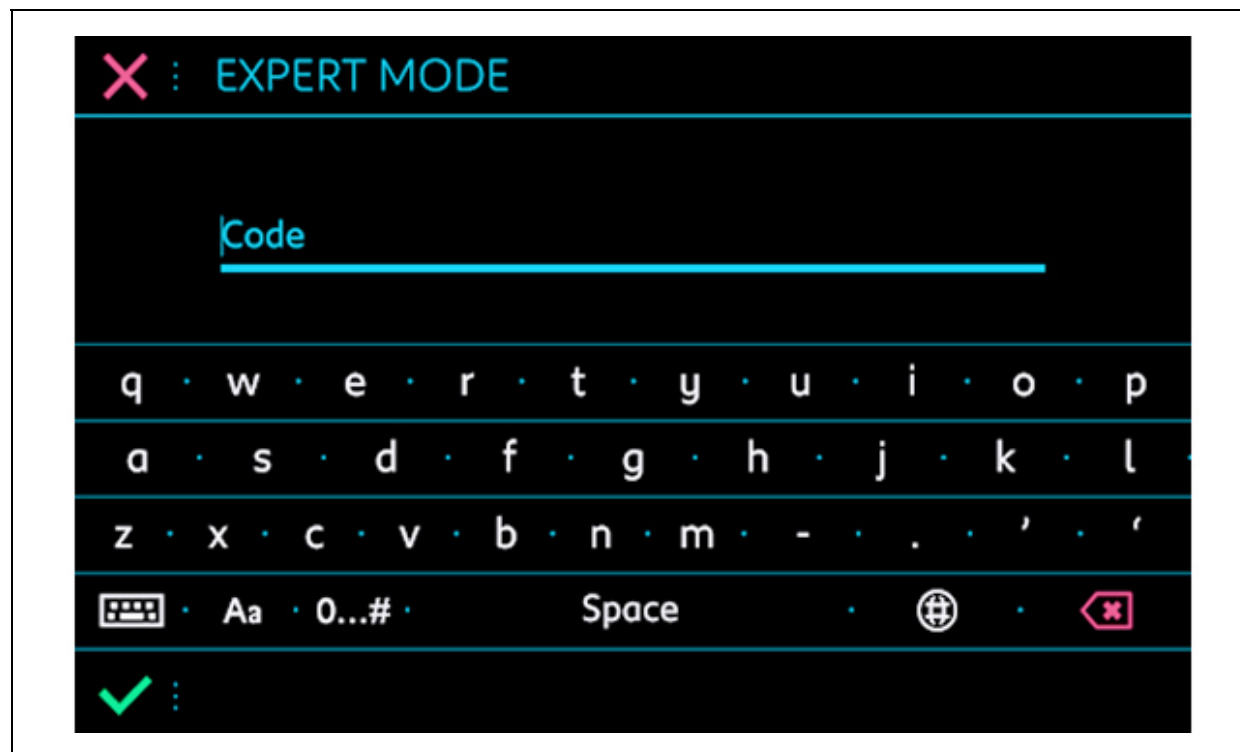 EXPERT MODE
Code
q w e r t y u i o p
a s d f g h j k l
z x c v b n m - . ’ ‘
Aa 0...# Space #